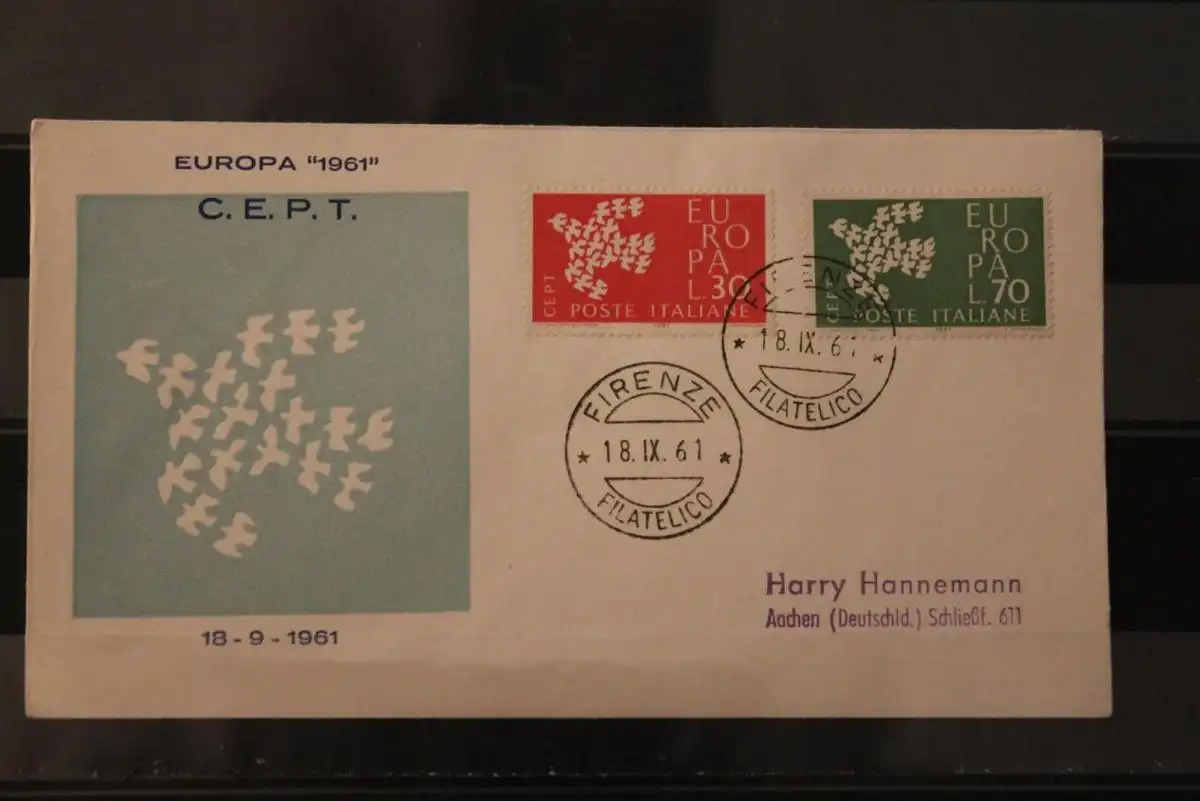 EUROPA "1961"
C. E. P. T.
18-9-1961
CEPT
EU
RO
PA
L.30
POSTE ITALIANE
CEPT
EU
RO
PA
L.70
POSTE ITALIANE
FIRENZE
18. IX. 61
FILATELICO
FIRENZE
18. IX. 61
FILATELICO
Harry Hannemann
Aachen (Deutschld.) Schließf. 611